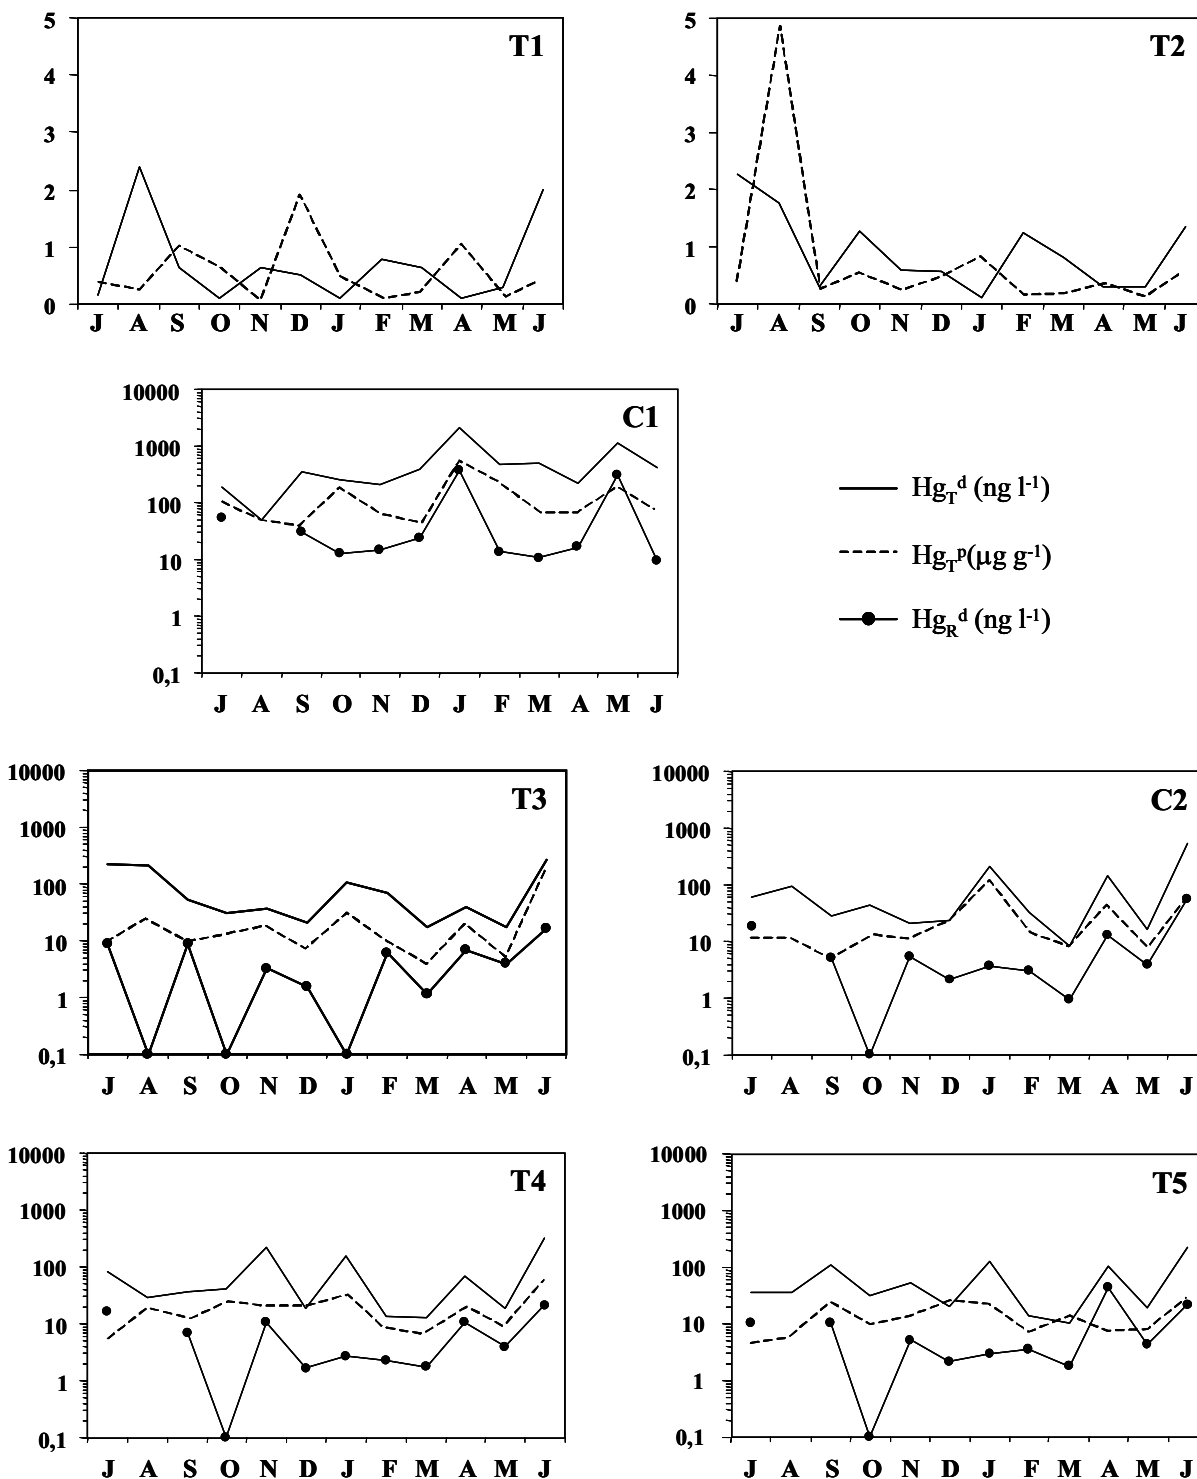 T1
5
4
3
2
1
0
J A S O N D J F M A M J
T2
5
4
3
2
1
0
J A S O N D J F M A M J
C1
10000
1000
100
10
1
0,1
J A S O N D J F M A M J
Hg_T^d (ng l^-1)
Hg_T^p(μg g^-1)
Hg_R^d (ng l^-1)
T3
10000
1000
100
10
1
0,1
J A S O N D J F M A M J
C2
10000
1000
100
10
1
0,1
J A S O N D J F M A M J
T4
10000
1000
100
10
1
0,1
J A S O N D J F M A M J
T5
10000
1000
100
10
1
0,1
J A S O N D J F M A M J